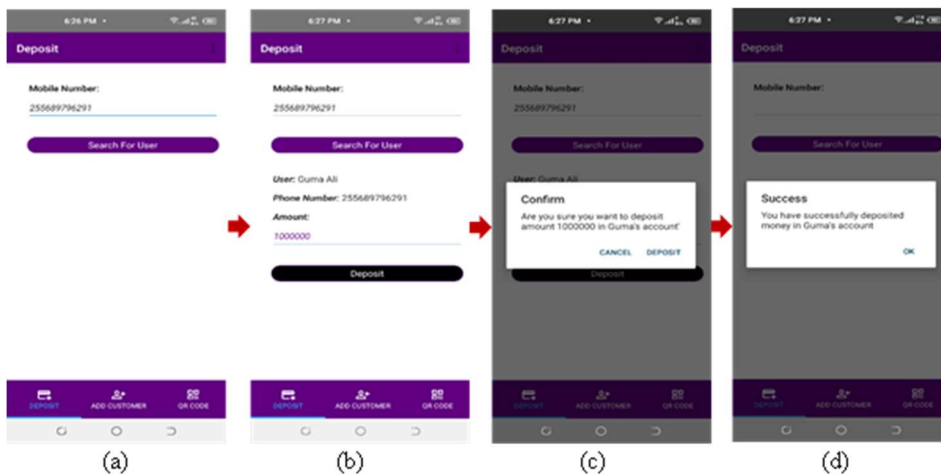 6:26 PM
Deposit
Mobile Number:
255689796291
Search For User
DEPOSIT
ADD CUSTOMER
QR CODE
(a)
6:27 PM
Deposit
Mobile Number:
255689796291
Search For User
User: Guma Ali
Phone Number: 255689796291
Amount:
1000000
Deposit
DEPOSIT
ADD CUSTOMER
QR CODE
(b)
6:27 PM
Deposit
Mobile Number:
255689796291
Search For User
User: Guma Ali
Confirm
Are you sure you want to deposit
amount 1000000 in Guma's account'
CANCEL DEPOSIT
Deposit
DEPOSIT
ADD CUSTOMER
QR CODE
(c)
6:27 PM
Deposit
Mobile Number:
Search For User
Success
You have successfully deposited
money in Guma's account
OK
DEPOSIT
ADD CUSTOMER
QR CODE
(d)